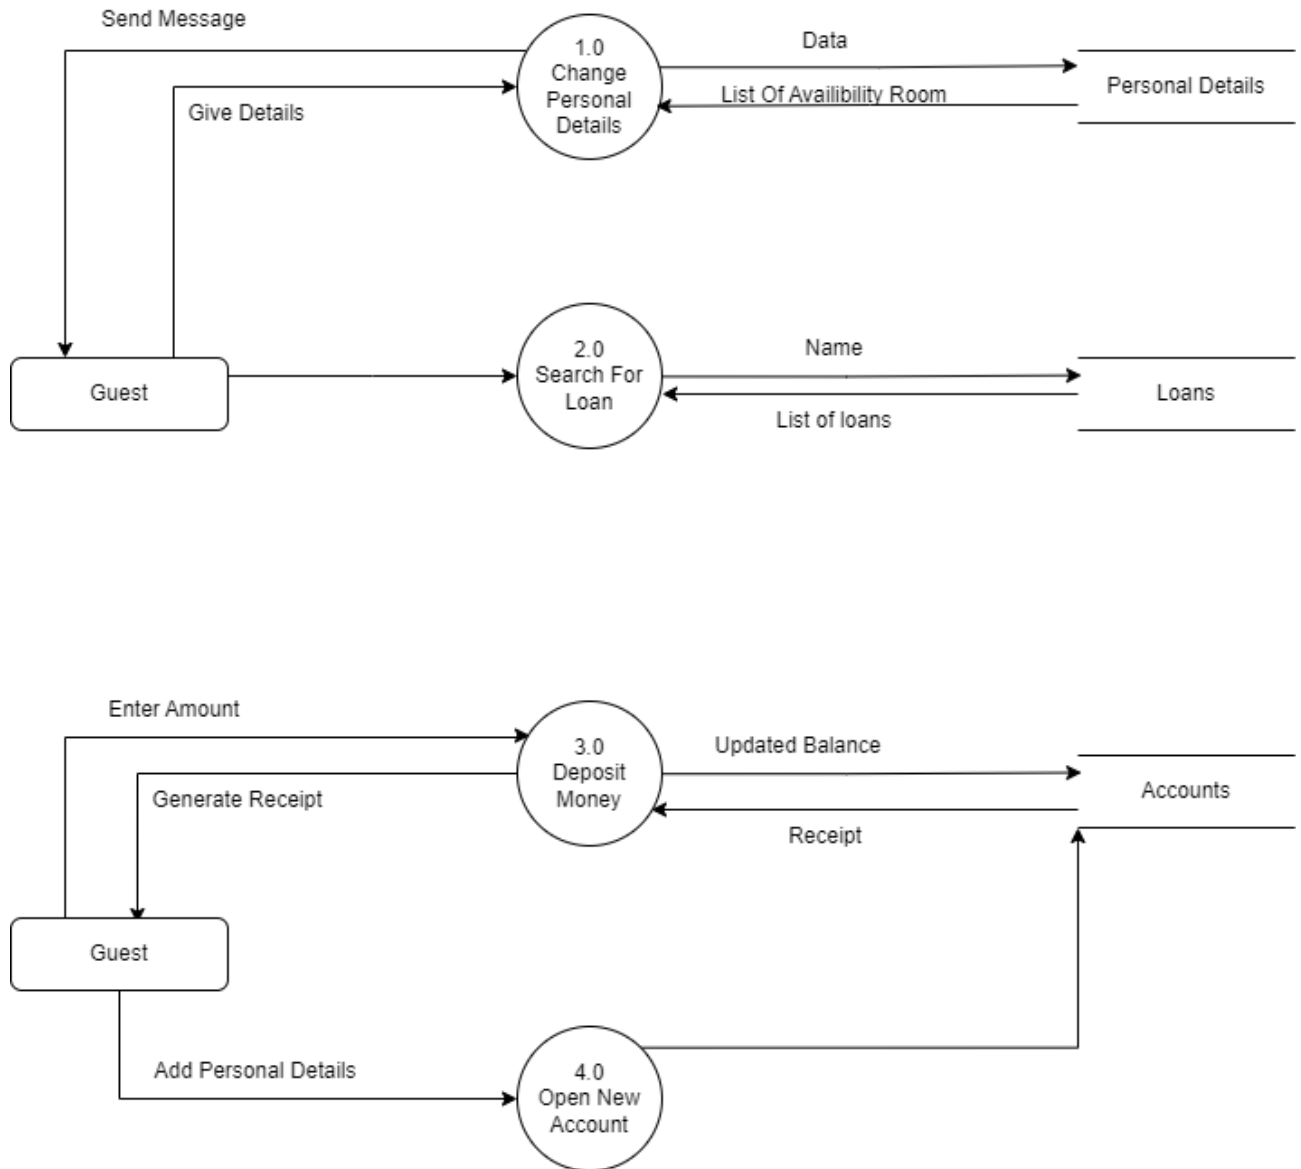 Send Message
1.0
Change
Personal
Details
Data
List Of Availibility Room
Personal Details
Give Details
Guest
2.0
Search For
Loan
Name
List of loans
Loans
Enter Amount
Generate Receipt
3.0
Deposit
Money
Updated Balance
Receipt
Accounts
Guest
Add Personal Details
4.0
Open New
Account